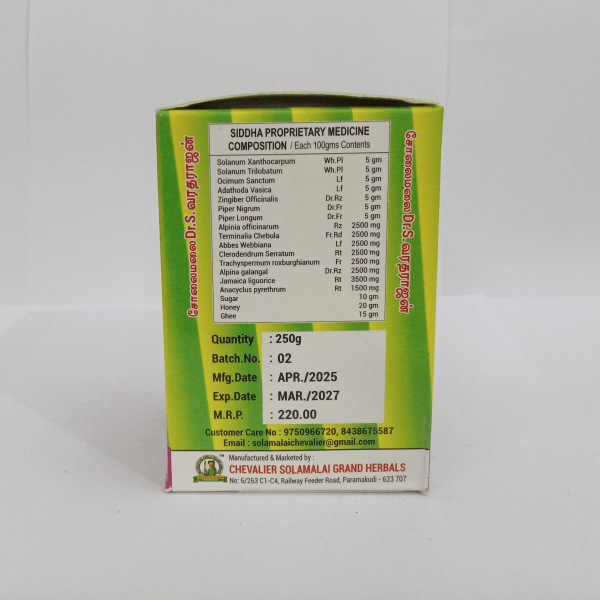 SIDDHA PROPRIETARY MEDICINE
COMPOSITION / Each 100gms Contents
Solanum Xanthocarpum Wh.Pl 5 gm
Solanum Trilobatum Wh.Pl 5 gm
Ocimum Sanctum Lf 5 gm
Adathoda Vasica Lf 5 gm
Zingiber Officinalis Dr.Rz 5 gm
Piper Nigrum Dr.Fr 5 gm
Piper Longum Dr.Fr 5 gm
Alpinia officinarum Rz 2500 mg
Terminalia Chebula Fr.Rd 2500 mg
Abbes Webbiana Lf 2500 mg
Clerodendrum Serratum Rt 2500 mg
Trachyspermum roxburghianum Fr 2500 mg
Alpina galangal Dr.Rz 2500 mg
Jamaica liguorice Rt 3500 mg
Anacyclus pyrethrum Rt 1500 mg
Sugar 10 gm
Honey 20 gm
Ghee 15 gm
சோலைமலை Dr.S.வரதராஜன்
சோலைமலை Dr.S.வரதராஜன்
Quantity : 250g
Batch.No. : 02
Mfg.Date : APR./2025
Exp.Date : MAR./2027
M.R.P. : 220.00
Customer Care No : 9750966720, 8438675587
Email : solamalaichevalier@gmail.com
Manufactured & Marketed by :
CHEVALIER SOLAMALAI GRAND HERBALS
No: 6/263 C1-C4, Railway Feeder Road, Paramakudi - 623 707